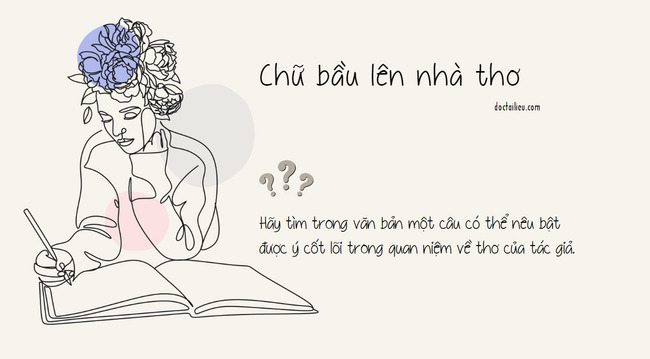 Chữ bầu lên nhà thơ
doctailieu.com
???
Hãy tìm trong văn bản một câu có thể nêu bật
được ý cốt lõi trong quan niệm về thơ của tác giả.